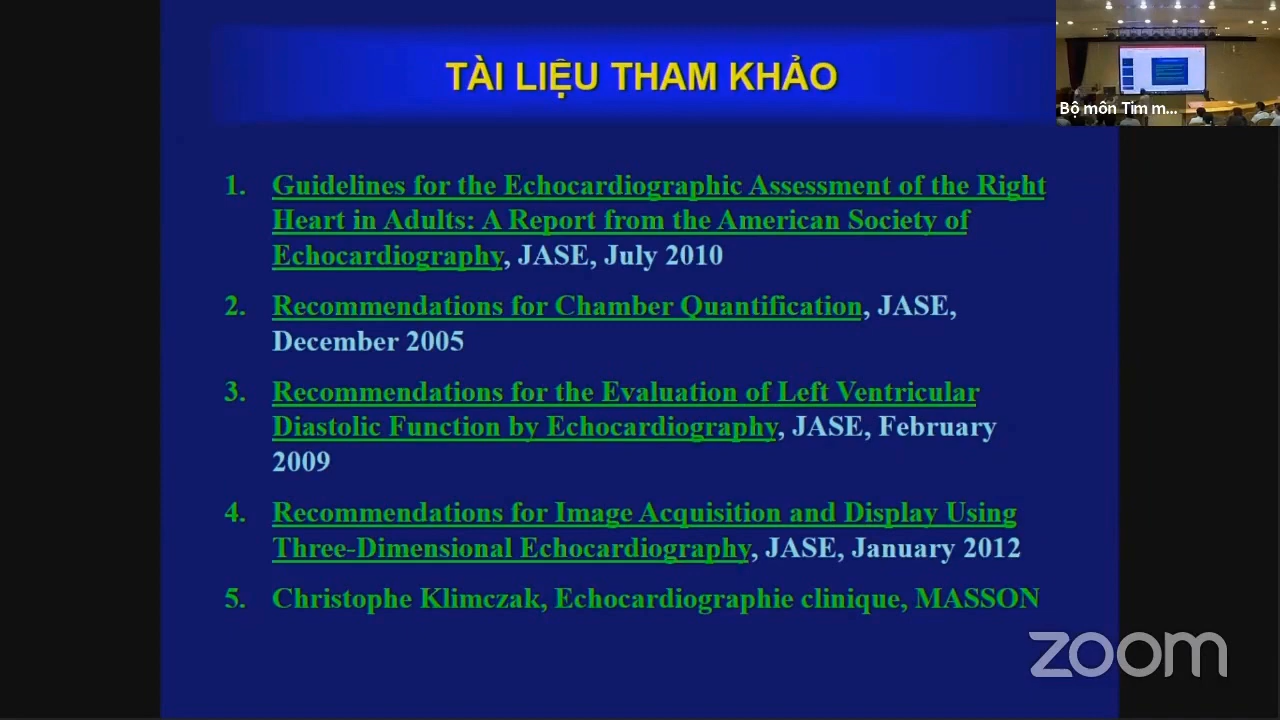 TÀI LIỆU THAM KHẢO
Bộ môn Tim m...
1. Guidelines for the Echocardiographic Assessment of the Right
Heart in Adults: A Report from the American Society of
Echocardiography, JASE, July 2010
2. Recommendations for Chamber Quantification, JASE,
December 2005
3. Recommendations for the Evaluation of Left Ventricular
Diastolic Function by Echocardiography, JASE, February
2009
4. Recommendations for Image Acquisition and Display Using
Three-Dimensional Echocardiography, JASE, January 2012
5. Christophe Klimczak, Echocardiographie clinique, MASSON
zoom